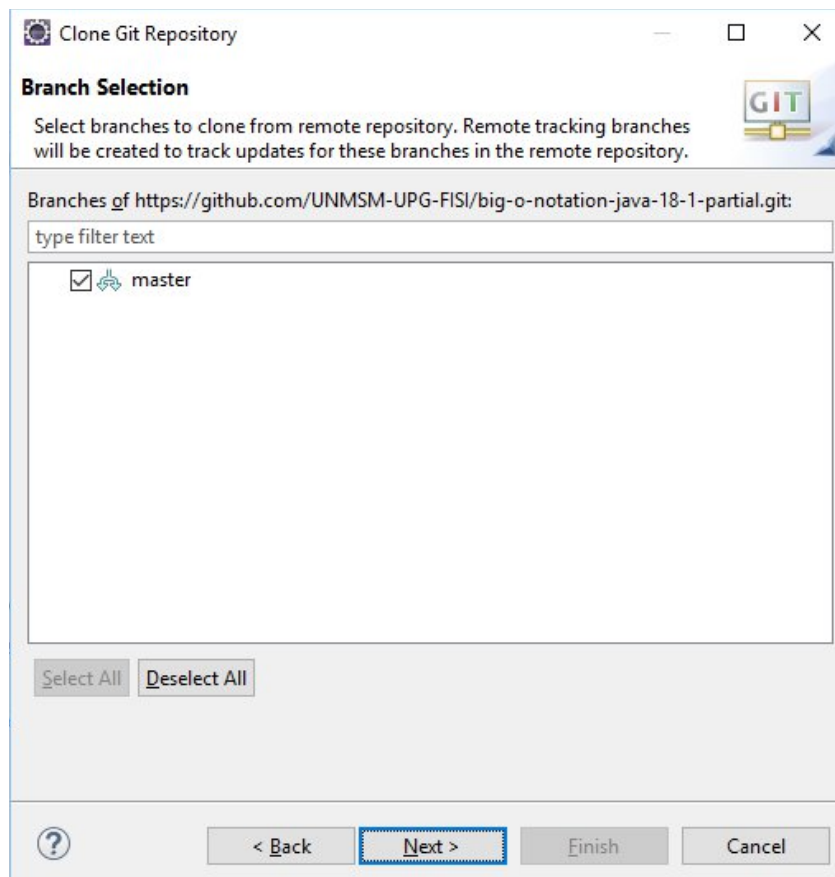 Clone Git Repository
Branch Selection
GIT
Select branches to clone from remote repository. Remote tracking branches
will be created to track updates for these branches in the remote repository.
Branches of https://github.com/UNMSM-UPG-FISI/big-o-notation-java-18-1-partial.git:
type filter text
master
Select All
Deselect All
?
< Back
Next >
Finish
Cancel